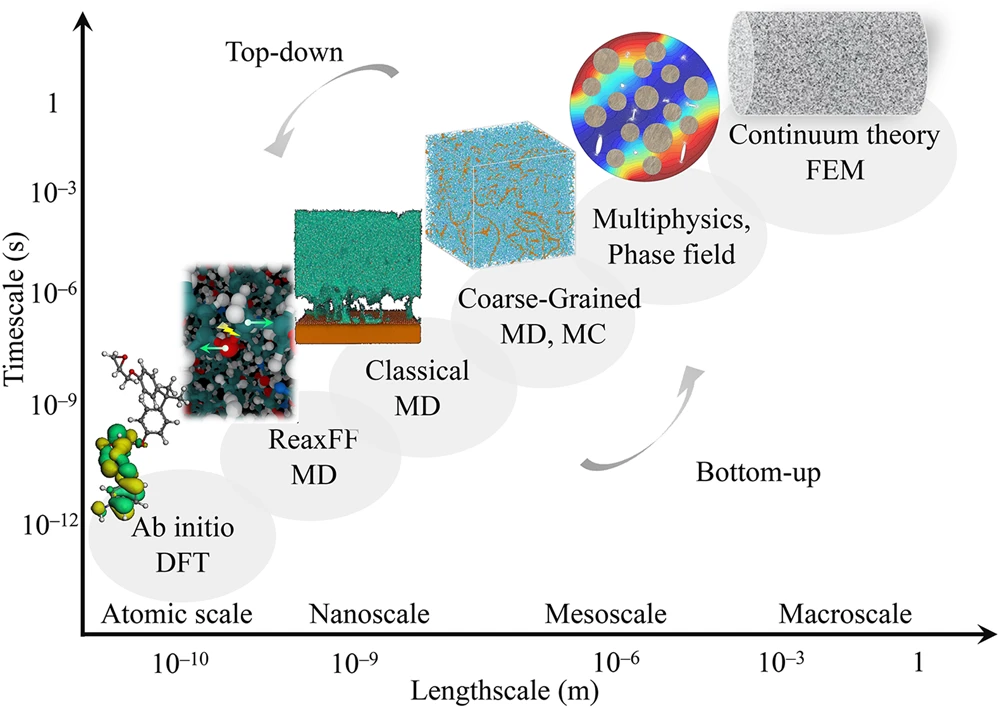 Top-down
Timescale (s)
1
10⁻³
10⁻⁶
10⁻⁹
10⁻¹²
Continuum theory
FEM
Multiphysics,
Phase field
Coarse-Grained
MD, MC
Classical
MD
ReaxFF
MD
Ab initio
DFT
Bottom-up
Atomic scale Nanoscale Mesoscale Macroscale
10⁻¹⁰ 10⁻⁹ 10⁻⁶ 10⁻³ 1
Lengthscale (m)